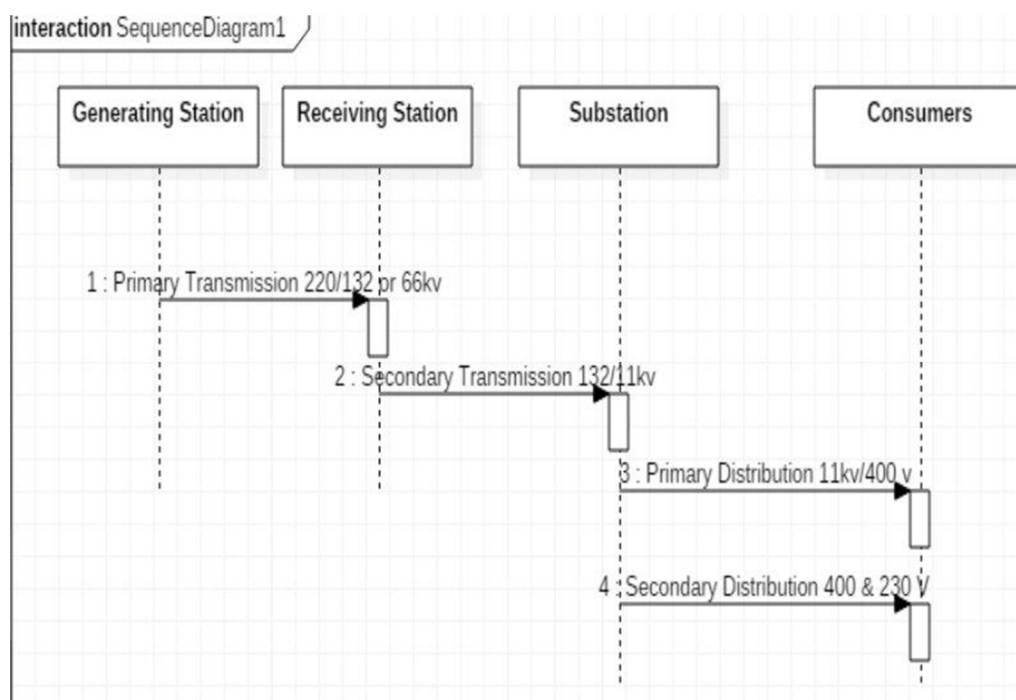 interaction SequenceDiagram1
Generating Station
Receiving Station
Substation
Consumers
1 : Primary Transmission 220/132 or 66kv
2 : Secondary Transmission 132/11kv
3 : Primary Distribution 11kv/400 v
4 : Secondary Distribution 400 & 230 V